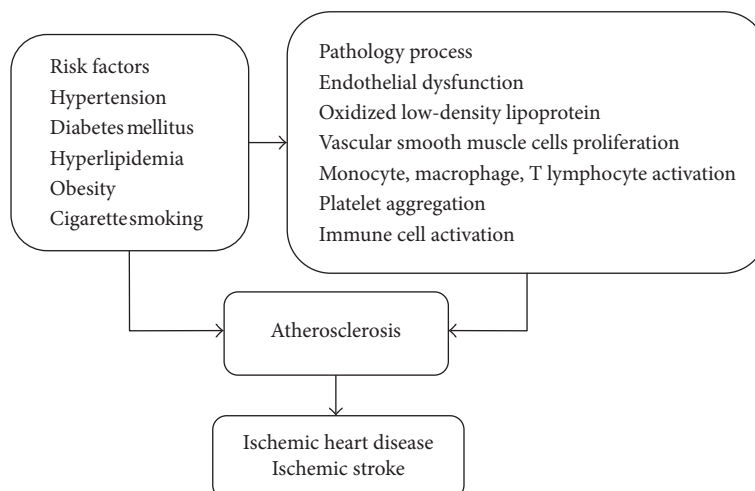 Risk factors
Hypertension
Diabetes mellitus
Hyperlipidemia
Obesity
Cigarette smoking
Pathology process
Endothelial dysfunction
Oxidized low-density lipoprotein
Vascular smooth muscle cells proliferation
Monocyte, macrophage, T lymphocyte activation
Platelet aggregation
Immune cell activation
Atherosclerosis
Ischemic heart disease
Ischemic stroke